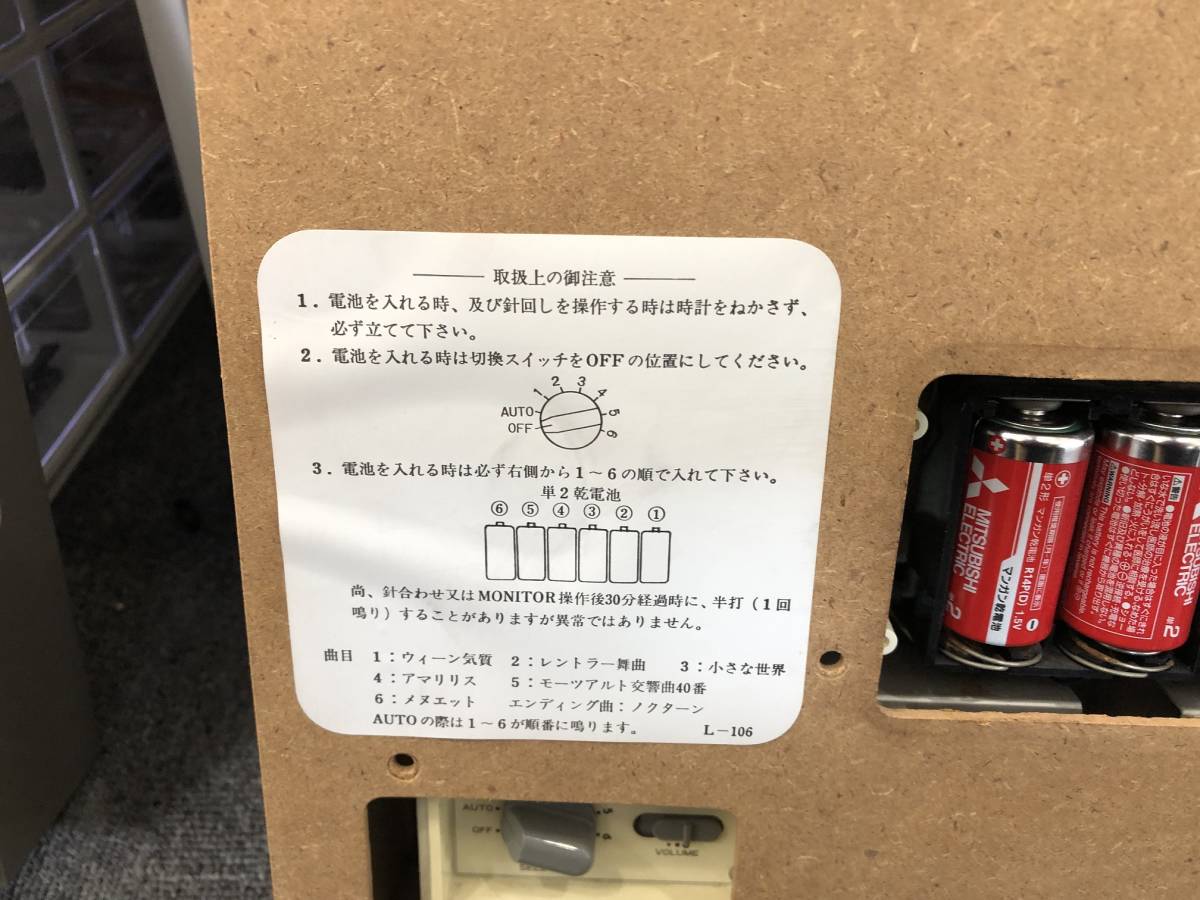 取扱上の御注意
1. 電池を入れる時、及び針回しを操作する時は時計をねかさず、
必ず立てて下さい。
2. 電池を入れる時は切換スイッチをOFFの位置にしてください。
1 2 3 4 5 6
AUTO
OFF
3. 電池を入れる時は必ず右側から1〜6の順で入れて下さい。
単2乾電池
⑥ ⑤ ④ ③ ② ①
尚、針合わせ又はMONITOR操作後30分経過時に、半打(1回
鳴り)することがありますが異常ではありません。
曲目 1:ウィーン気質 2:レントラー舞曲 3:小さな世界
4:アマリリス 5:モーツアルト交響曲40番
6:メヌエット エンディング曲:ノクターン
AUTOの際は1〜6が順番に鳴ります。 L-106
AUTO
OFF
VOLUME
MITSUBISHI
ELECTRIC
単2形 マンガン乾電池 R14P(D) 1.5V
マンガン乾電池
ELECTRIC
単2